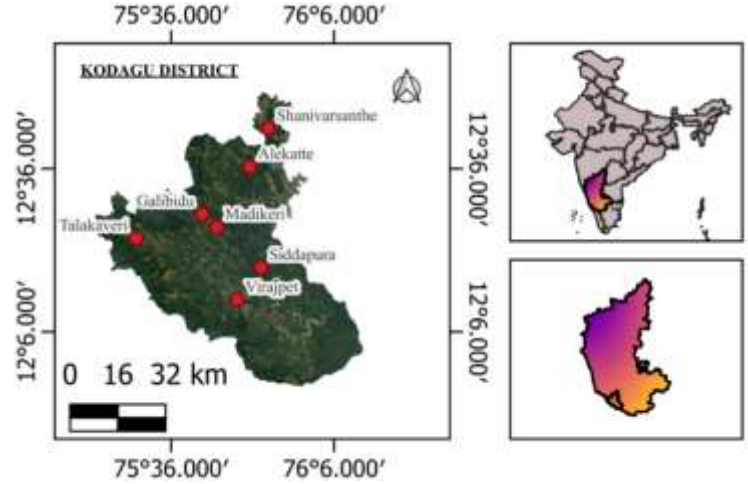 75°36.000′ 76°6.000′
KODAGU DISTRICT
Shanivarsanthe
Alekatte
12°36.000′ 12°36.000′
Galibidu
Madikeri
Talakaveri
Siddapura
Virajpet
12°6.000′ 12°6.000′
0 16 32 km
75°36.000′ 76°6.000′